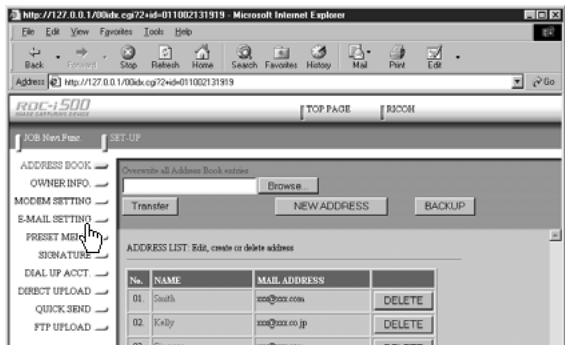 http://127.0.0.1/00idx.cgi?2+id=011002131919 - Microsoft Internet Explorer
File Edit View Favorites Tools Help
Back Forward Stop Refresh Home Search Favorites History Mail Print Edit
Address http://127.0.0.1/00idx.cgi?2+id=011002131919 Go
RDC-i500
IMAGE CAPTURING DEVICE
TOP PAGE RICOH
JOB Navi.Func. SET-UP
ADDRESS BOOK
OWNER INFO.
MODEM SETTING
E-MAIL SETTING
PRESET
SIGNATURE
DIAL UP ACCT.
DIRECT UPLOAD
QUICK SEND
FTP UPLOAD
Overwrite all Address Book entries
Browse...
Transfer NEW ADDRESS BACKUP
ADDRESS LIST: Edit, create or delete address
No. NAME MAIL ADDRESS
01. Smith xxx@xxx.com DELETE
02. Kelly xxx@xxx.co.jp DELETE